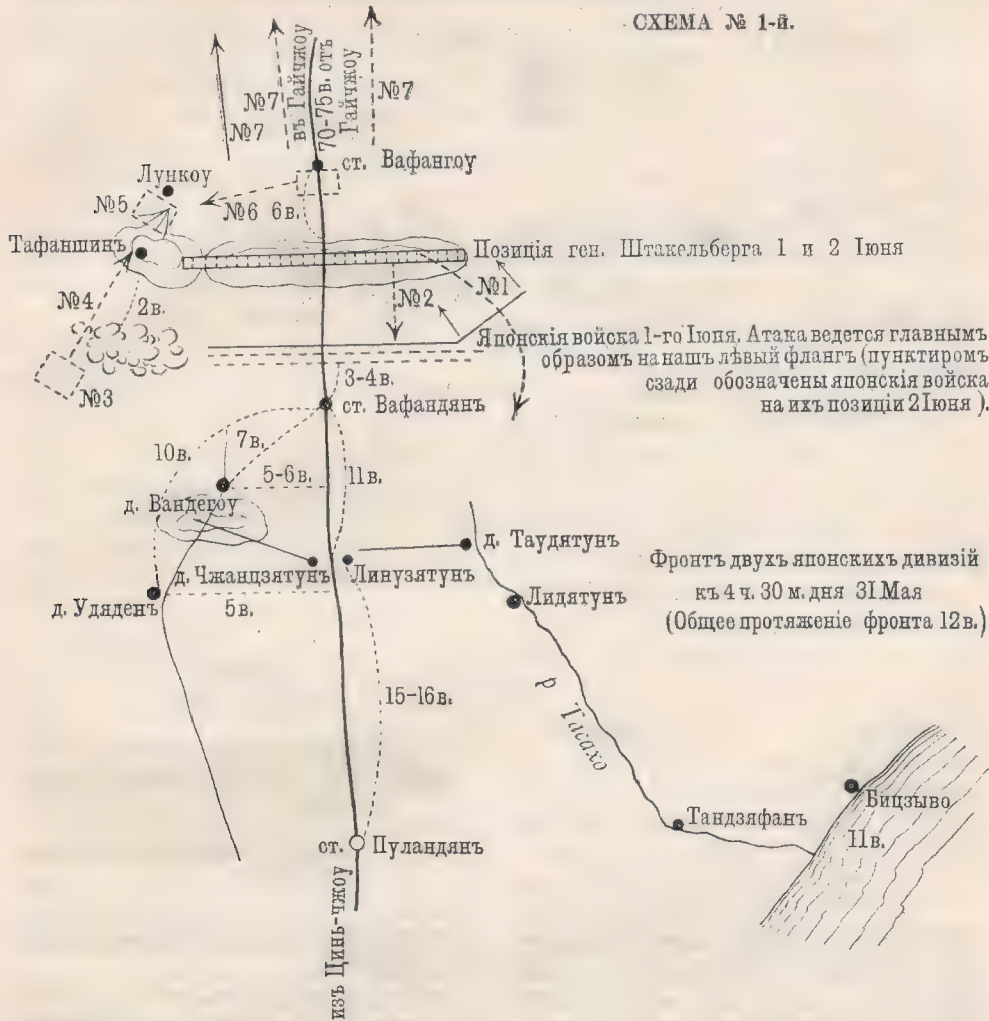 СХЕМА № 1-й.
въ Гайчжоу
70-75в. отъ
Гайчжоу
№7
№7
№7
ст. Вафангоу
Лункоу
№5
№6 6в.
Тафаншинъ
Позиція ген. Штакельберга 1 и 2 Іюня
№4
2в.
№2
№1
Японскія войска 1-го Іюня. Атака ведется главнымъ
образомъ на нашъ лѣвый флангъ (пунктиромъ
сзади обозначены японскія войска
на ихъ позиціи 2 Іюня).
№3
3-4в.
ст. Вафандянъ
10в.
7в.
5-6в.
11в.
д. Вандегоу
д. Таудятунъ
д. Чжандзятунъ
Линузятунъ
Фронтъ двухъ японскихъ дивизій
къ 4 ч. 30 м. дня 31 Мая
(Общее протяженіе фронта 12в.)
д. Удяденъ
5в.
Лидятунъ
15-16в.
р Тасахо
Бицзыво
11в.
Тандзяфанъ
ст. Пуландянъ
изъ Цинь-чжоу